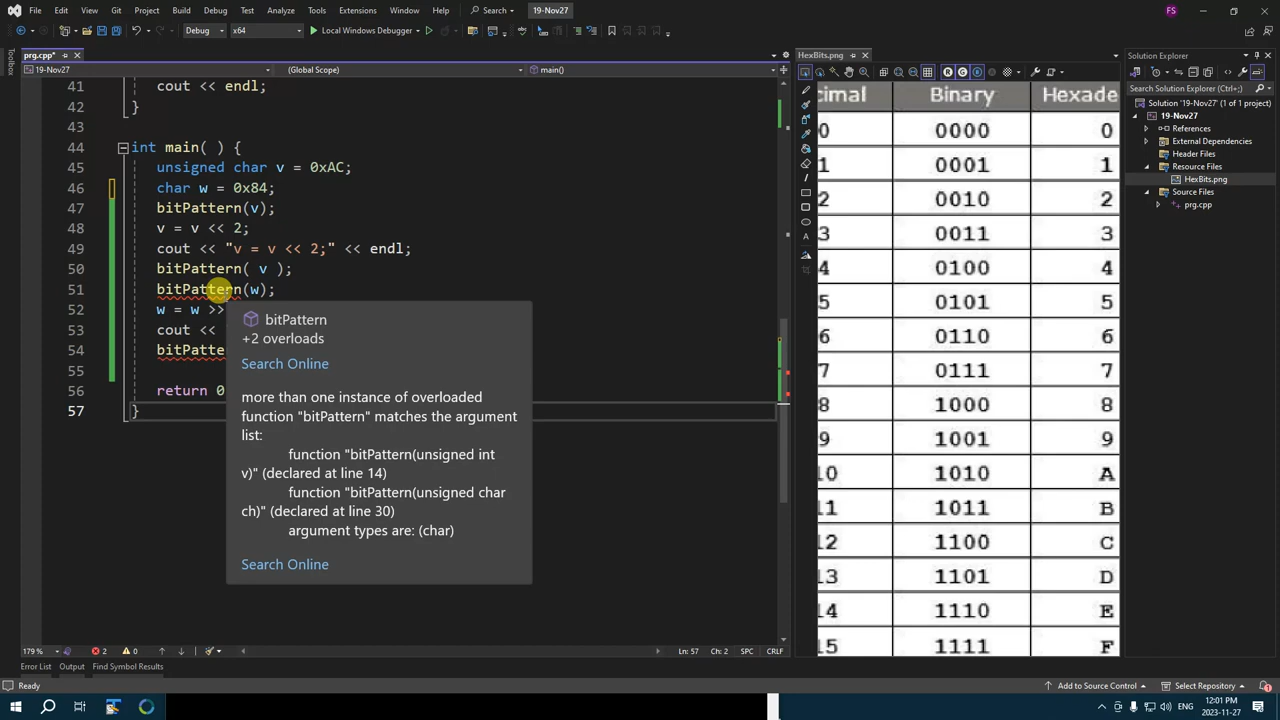 File Edit View Git Project Build Debug Test Analyze Tools Extensions Window Help Search 19-Nov27 FS
Debug x64 Local Windows Debugger
Toolbox
prg.cpp*
19-Nov27 (Global Scope) main()
41 cout << endl;
42 }
43
44 int main( ) {
45 unsigned char v = 0xAC;
46 char w = 0x84;
47 bitPattern(v);
48 v = v << 2;
49 cout << "v = v << 2;" << endl;
50 bitPattern( v );
51 bitPattern(w);
52 w = w >>
53 cout <<
54 bitPatte
55
56 return 0
57 }
bitPattern
+2 overloads
Search Online
more than one instance of overloaded
function "bitPattern" matches the argument
list:
function "bitPattern(unsigned int
v)" (declared at line 14)
function "bitPattern(unsigned char
ch)" (declared at line 30)
argument types are: (char)
Search Online
179 % 2 0 Ln: 57 Ch: 2 SPC CRLF
HexBits.png
R G B
cimal Binary Hexade
0 0000 0
1 0001 1
2 0010 2
3 0011 3
4 0100 4
5 0101 5
6 0110 6
7 0111 7
8 1000 8
9 1001 9
10 1010 A
11 1011 B
12 1100 C
13 1101 D
14 1110 E
15 1111 F
Solution Explorer
Search Solution Explorer (Ctrl+;)
Solution '19-Nov27' (1 of 1 project)
19-Nov27
References
External Dependencies
Header Files
Resource Files
HexBits.png
Source Files
prg.cpp
Error List Output Find Symbol Results
Ready Add to Source Control Select Repository
ENG 12:01 PM
2023-11-27